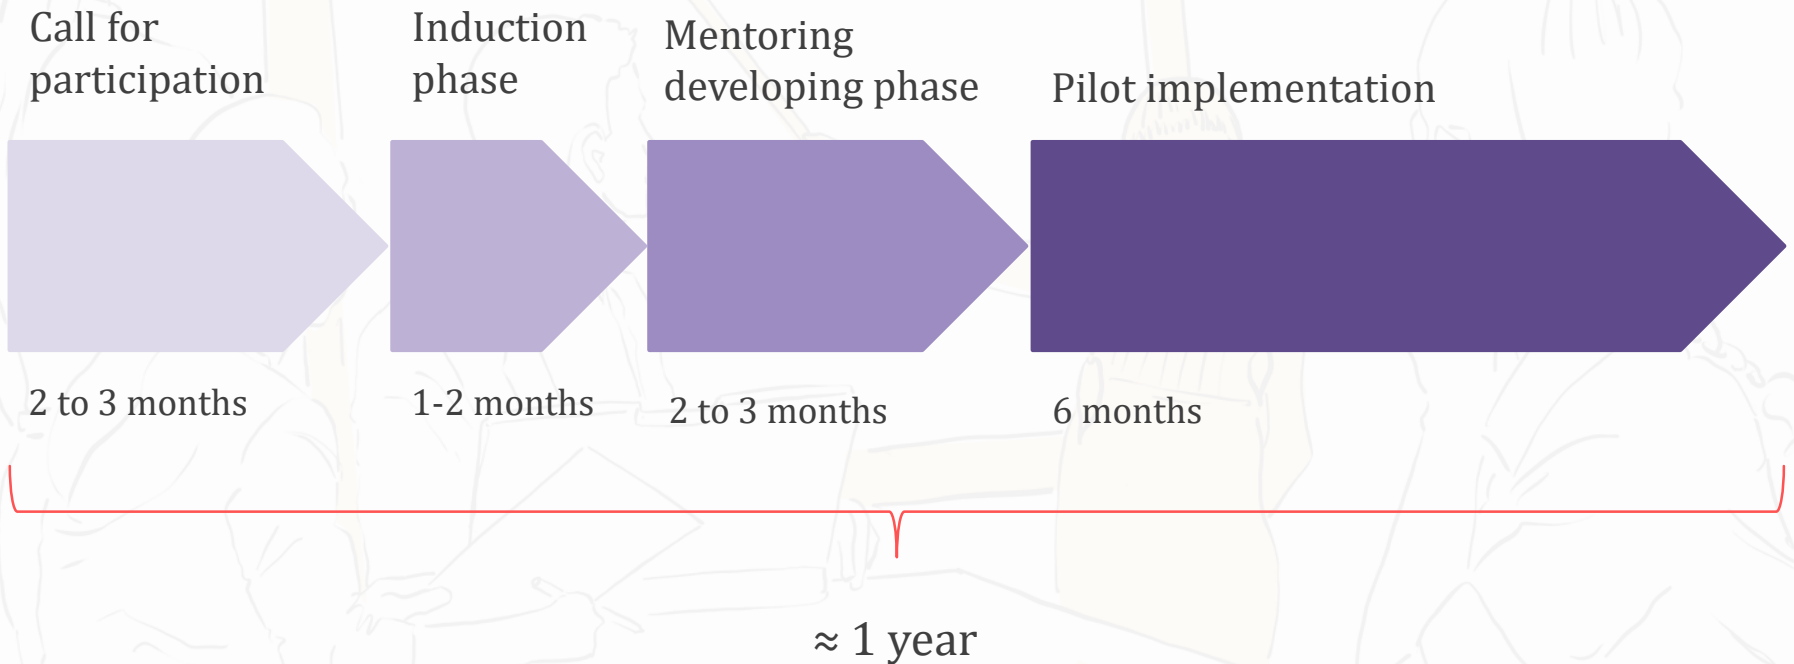 Call for
participation
Induction
phase
Mentoring
developing phase
Pilot implementation
2 to 3 months
1-2 months
2 to 3 months
6 months
≈ 1 year